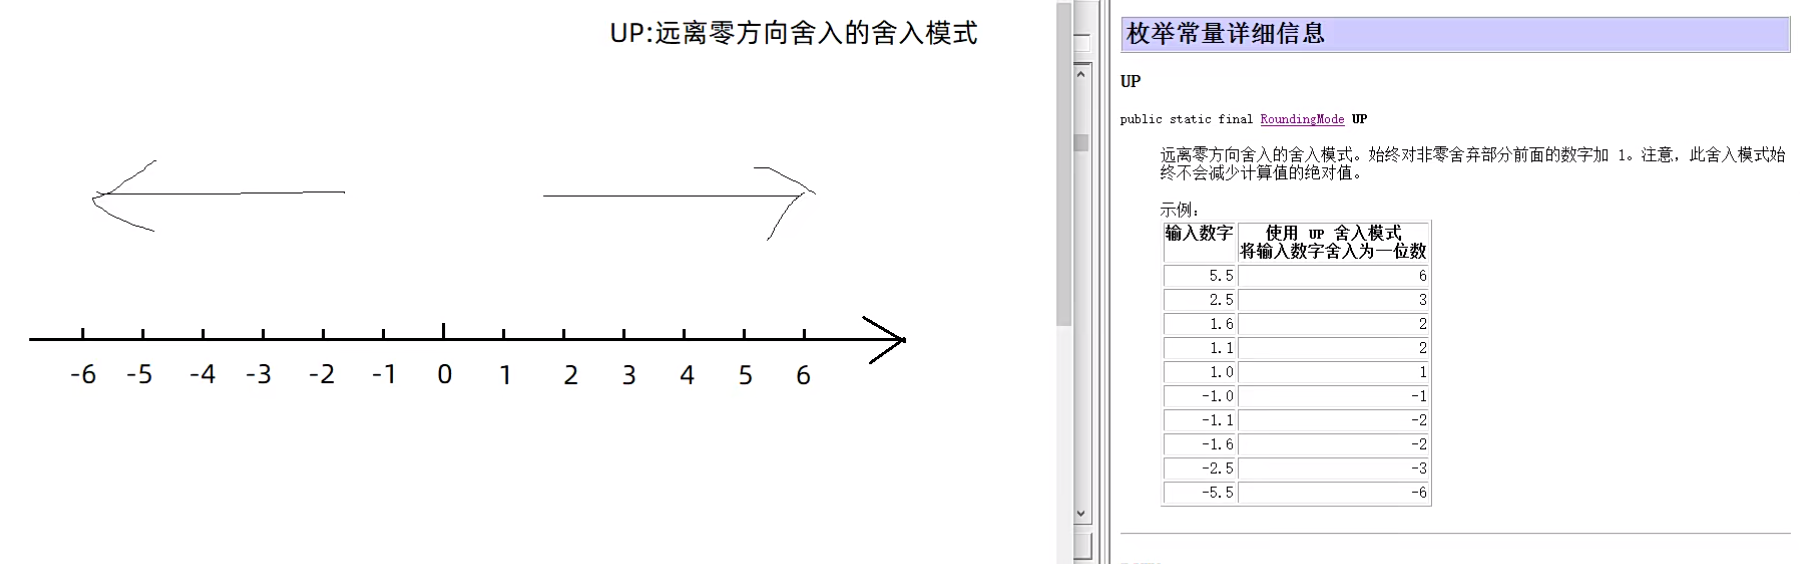 UP:远离零方向舍入的舍入模式
-6 -5 -4 -3 -2 -1 0 1 2 3 4 5 6
枚举常量详细信息
UP
public static final RoundingMode UP
远离零方向舍入的舍入模式。始终对非零舍弃部分前面的数字加 1。注意，此舍入模式始
终不会减少计算值的绝对值。
示例：
输入数字 使用 UP 舍入模式
将输入数字舍入为一位数
5.5 6
2.5 3
1.6 2
1.1 2
1.0 1
-1.0 -1
-1.1 -2
-1.6 -2
-2.5 -3
-5.5 -6